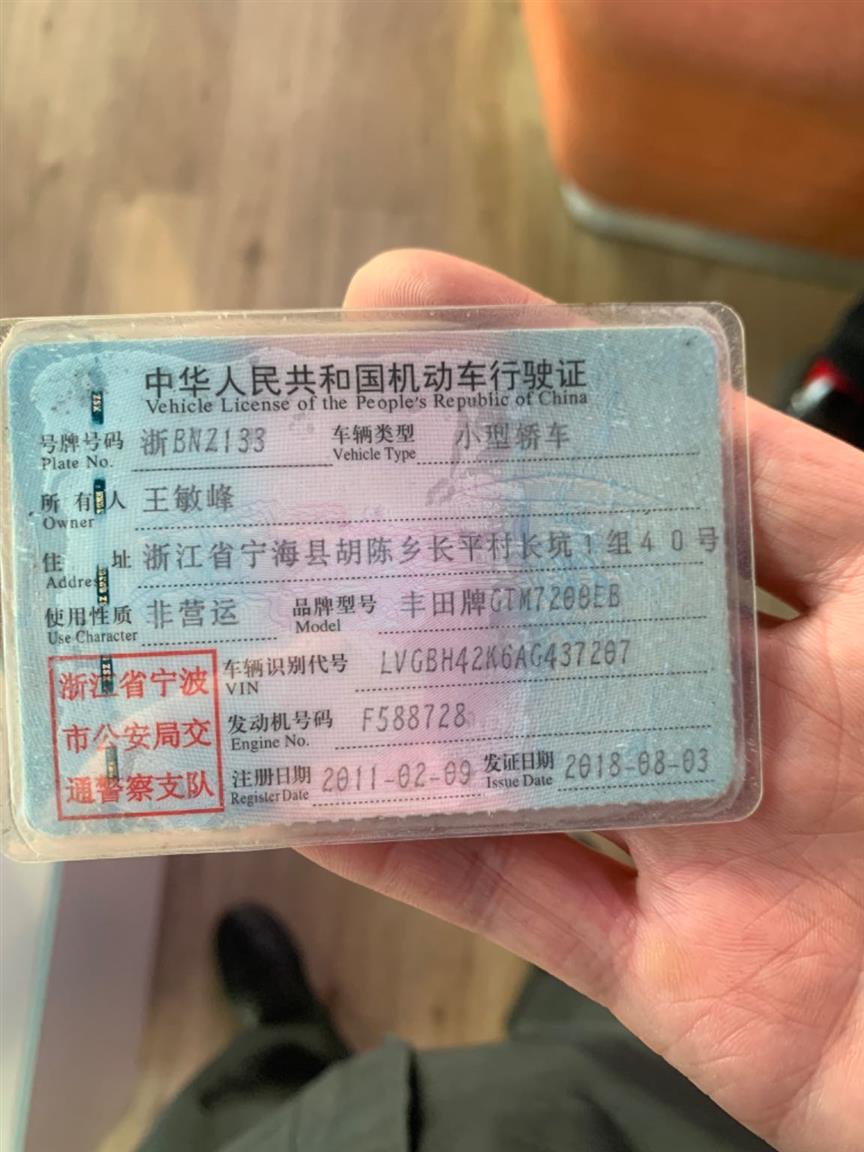 中华人民共和国机动车行驶证
Vehicle License of the People's Republic of China
号牌号码 浙BNZ133 车辆类型 小型轿车
Plate No. Vehicle Type
所有人 王敏峰
Owner
住址 浙江省宁海县胡陈乡长平村长坑1组40号
Address
使用性质 非营运 品牌型号 丰田牌GTM7200EB
Use Character Model
车辆识别代号 LVGBH42K6AG437207
VIN
发动机号码 F588728
Engine No.
注册日期 2011-02-09 发证日期 2018-08-03
Register Date Issue Date
浙江省宁波
市公安局交
通警察支队